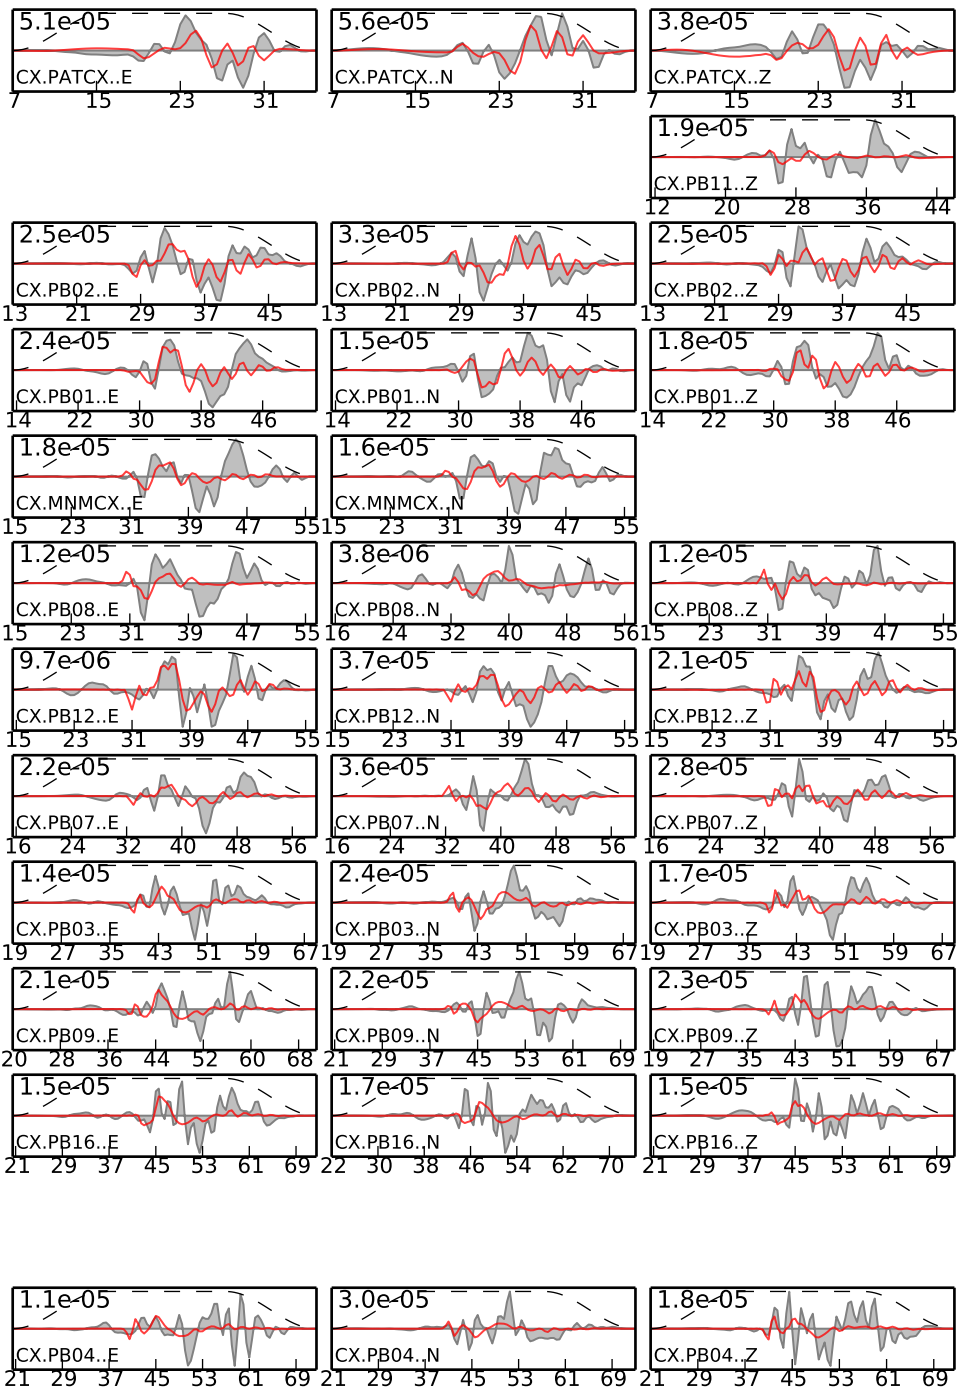 5.1e-05 5.6e-05 3.8e-05
CX.PATCX..E CX.PATCX..N CX.PATCX..Z
7 15 23 31 7 15 23 31 7 15 23 31
1.9e-05
CX.PB11..Z
12 20 28 36 44
2.5e-05 3.3e-05 2.5e-05
CX.PB02..E CX.PB02..N CX.PB02..Z
13 21 29 37 45 13 21 29 37 45 13 21 29 37 45
2.4e-05 1.5e-05 1.8e-05
CX.PB01..E CX.PB01..N CX.PB01..Z
14 22 30 38 46 14 22 30 38 46 14 22 30 38 46
1.8e-05 1.6e-05
CX.MNMCX..E CX.MNMCX..N
15 23 31 39 47 55 15 23 31 39 47 55
1.2e-05 3.8e-06 1.2e-05
CX.PB08..E CX.PB08..N CX.PB08..Z
15 23 31 39 47 55 16 24 32 40 48 56 15 23 31 39 47 55
9.7e-06 3.7e-05 2.1e-05
CX.PB12..E CX.PB12..N CX.PB12..Z
15 23 31 39 47 55 15 23 31 39 47 55 15 23 31 39 47 55
2.2e-05 3.6e-05 2.8e-05
CX.PB07..E CX.PB07..N CX.PB07..Z
16 24 32 40 48 56 16 24 32 40 48 56 16 24 32 40 48 56
1.4e-05 2.4e-05 1.7e-05
CX.PB03..E CX.PB03..N CX.PB03..Z
19 27 35 43 51 59 67 19 27 35 43 51 59 67 19 27 35 43 51 59 67
2.1e-05 2.2e-05 2.3e-05
CX.PB09..E CX.PB09..N CX.PB09..Z
20 28 36 44 52 60 68 21 29 37 45 53 61 69 19 27 35 43 51 59 67
1.5e-05 1.7e-05 1.5e-05
CX.PB16..E CX.PB16..N CX.PB16..Z
21 29 37 45 53 61 69 22 30 38 46 54 62 70 21 29 37 45 53 61 69
1.1e-05 3.0e-05 1.8e-05
CX.PB04..E CX.PB04..N CX.PB04..Z
21 29 37 45 53 61 69 21 29 37 45 53 61 69 21 29 37 45 53 61 69